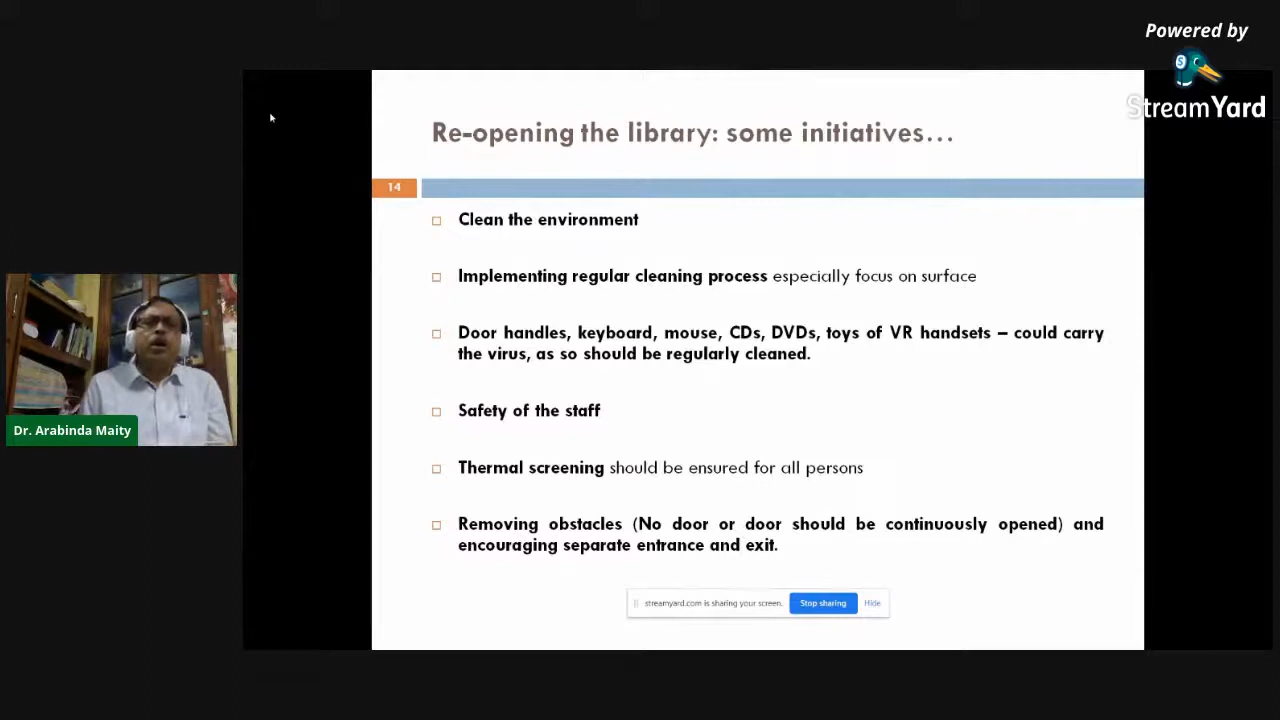 Powered by
StreamYard
Re-opening the library: some initiatives…
14
Clean the environment
Implementing regular cleaning process especially focus on surface
Door handles, keyboard, mouse, CDs, DVDs, toys of VR handsets – could carry
the virus, as so should be regularly cleaned.
Safety of the staff
Thermal screening should be ensured for all persons
Removing obstacles (No door or door should be continuously opened) and
encouraging separate entrance and exit.
Dr. Arabinda Maity
streamyard.com is sharing your screen.
Stop sharing
Hide